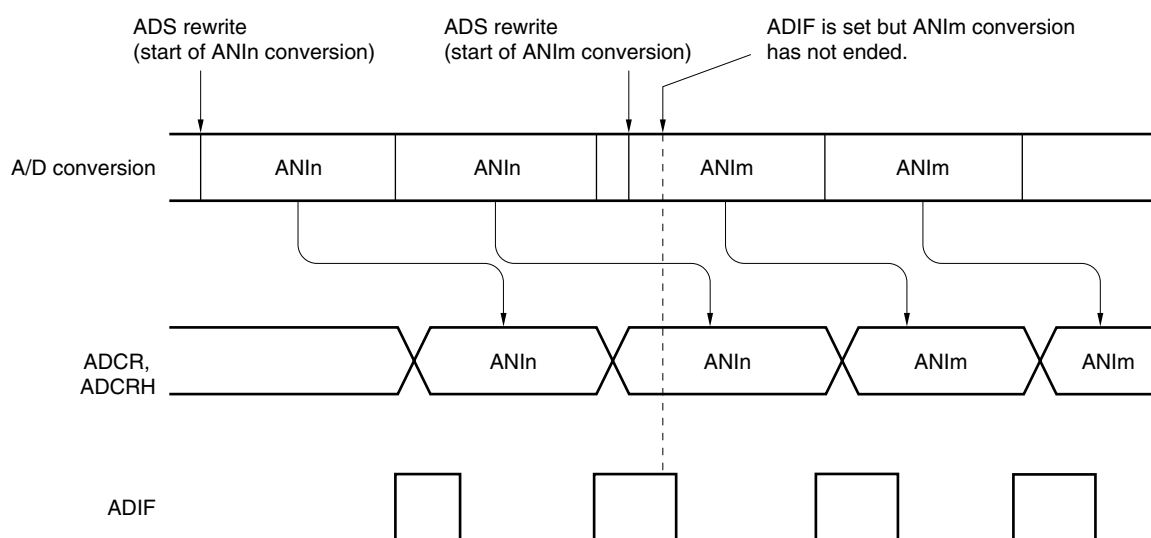 ADS rewrite
(start of ANIn conversion)
ADS rewrite
(start of ANIm conversion)
ADIF is set but ANIm conversion
has not ended.
A/D conversion
ANIn
ANIn
ANIm
ANIm
ADCR,
ADCRH
ANIn
ANIn
ANIm
ANIm
ADIF